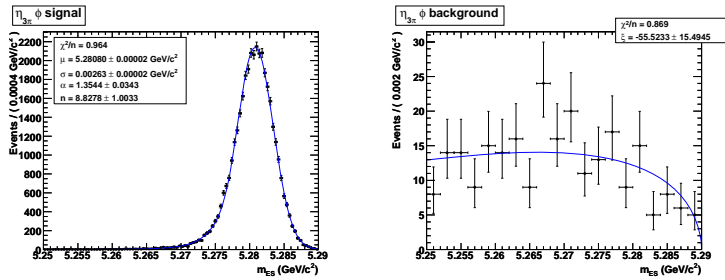 η3π ϕ signal
χ²/n = 0.964
μ = 5.28080 ± 0.00002 GeV/c²
σ = 0.00263 ± 0.00002 GeV/c²
α = 1.3544 ± 0.0343
n = 8.8278 ± 1.0033
Events / ( 0.0004 GeV/c² )
2200
2000
1800
1600
1400
1200
1000
800
600
400
200
0
5.25 5.255 5.26 5.265 5.27 5.275 5.28 5.285 5.29
mES (GeV/c²)
η3π ϕ background
χ²/n = 0.869
ξ = -55.5233 ± 15.4945
Events / ( 0.002 GeV/c² )
30
25
20
15
10
5
0
5.25 5.255 5.26 5.265 5.27 5.275 5.28 5.285 5.29
mES (GeV/c²)